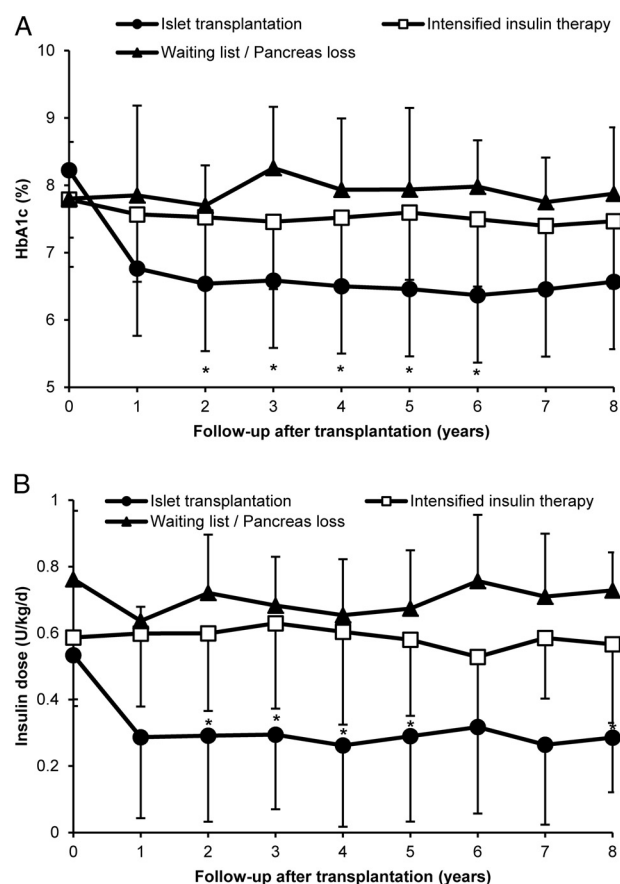 A
Islet transplantation
Intensified insulin therapy
Waiting list / Pancreas loss
10
9
8
7
6
5
HbA1c (%)
* * * * *
0 1 2 3 4 5 6 7 8
Follow-up after transplantation (years)
B
Islet transplantation
Intensified insulin therapy
Waiting list / Pancreas loss
1
0.8
0.6
0.4
0.2
0
Insulin dose (U/kg/d)
* * * * *
0 1 2 3 4 5 6 7 8
Follow-up after transplantation (years)